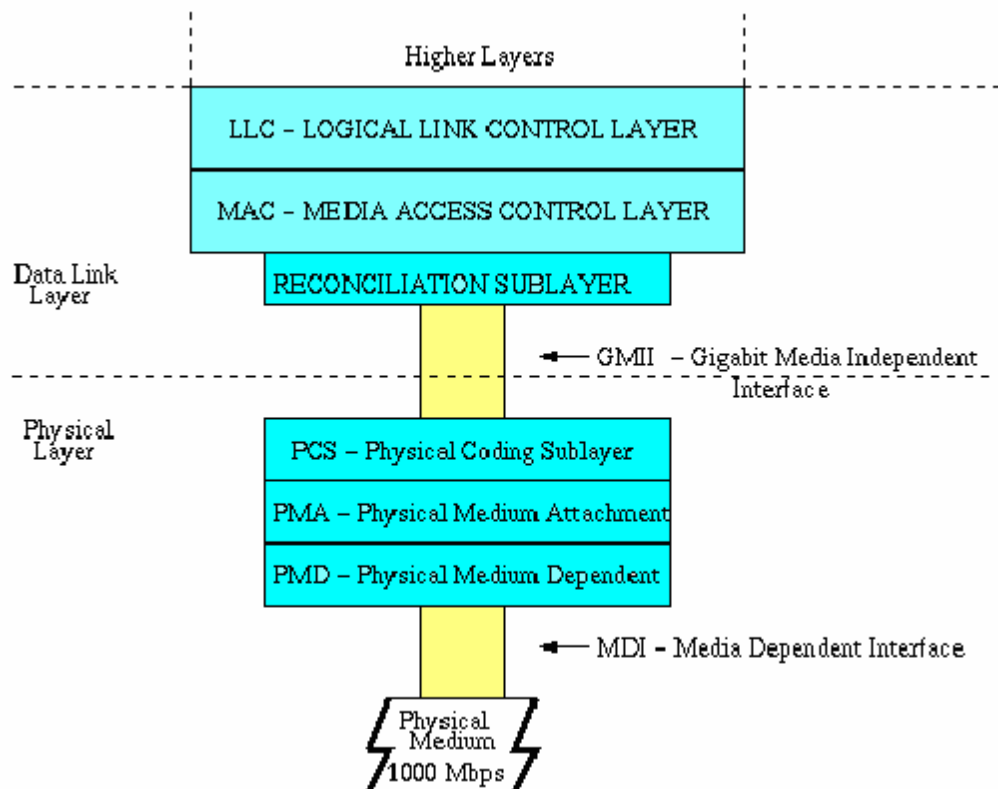 Higher Layers
LLC – LOGICAL LINK CONTROL LAYER
MAC – MEDIA ACCESS CONTROL LAYER
Data Link
Layer
RECONCILIATION SUBLAYER
GMII – Gigabit Media Independent
Interface
Physical
Layer
PCS – Physical Coding Sublayer
PMA – Physical Medium Attachment
PMD – Physical Medium Dependent
MDI – Media Dependent Interface
Physical
Medium
1000 Mbps